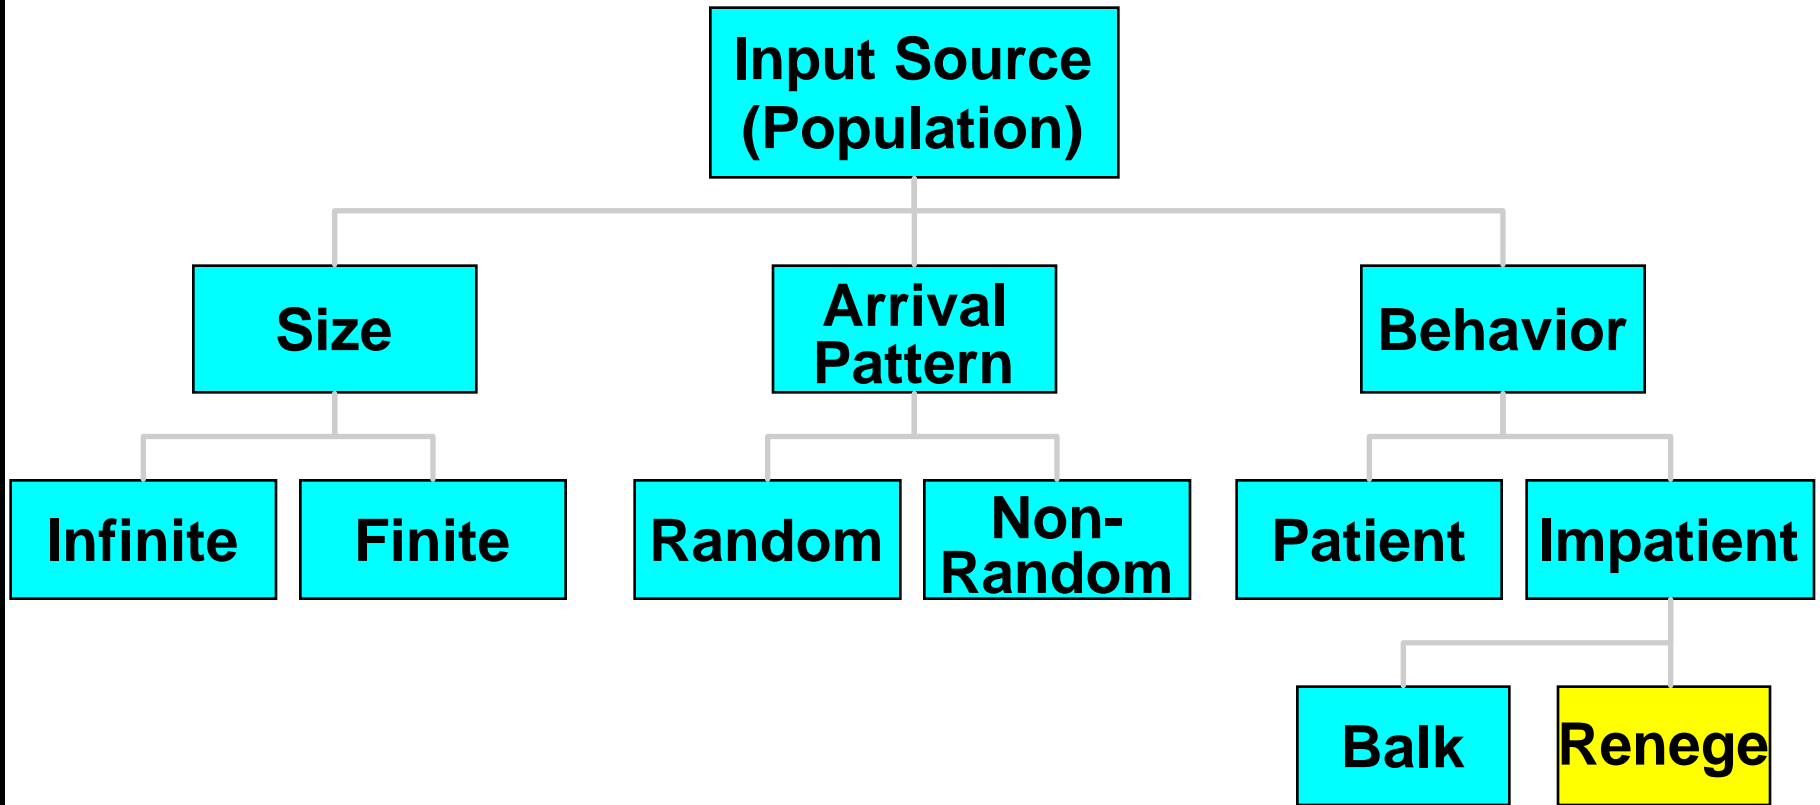 Input Source
(Population)
Size
Arrival
Pattern
Behavior
Infinite
Finite
Random
Non-
Random
Patient
Impatient
Balk
Renege